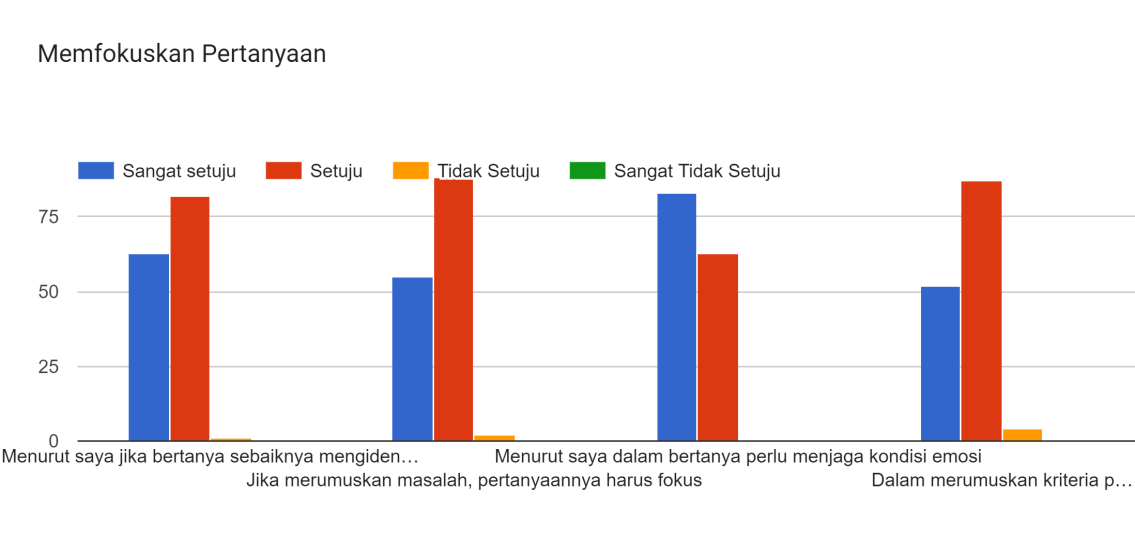 Memfokuskan Pertanyaan
Sangat setuju Setuju Tidak Setuju Sangat Tidak Setuju
75
50
25
0
Menurut saya jika bertanya sebaiknya mengiden… Menurut saya dalam bertanya perlu menjaga kondisi emosi
Jika merumuskan masalah, pertanyaannya harus fokus Dalam merumuskan kriteria p…